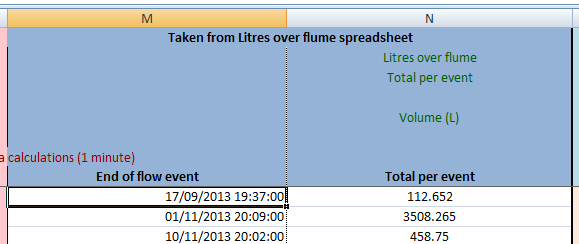 M N
Taken from Litres over flume spreadsheet
Litres over flume
Total per event
Volume (L)
a calculations (1 minute)
End of flow event Total per event
17/09/2013 19:37:00 112.652
01/11/2013 20:09:00 3508.265
10/11/2013 20:02:00 458.75